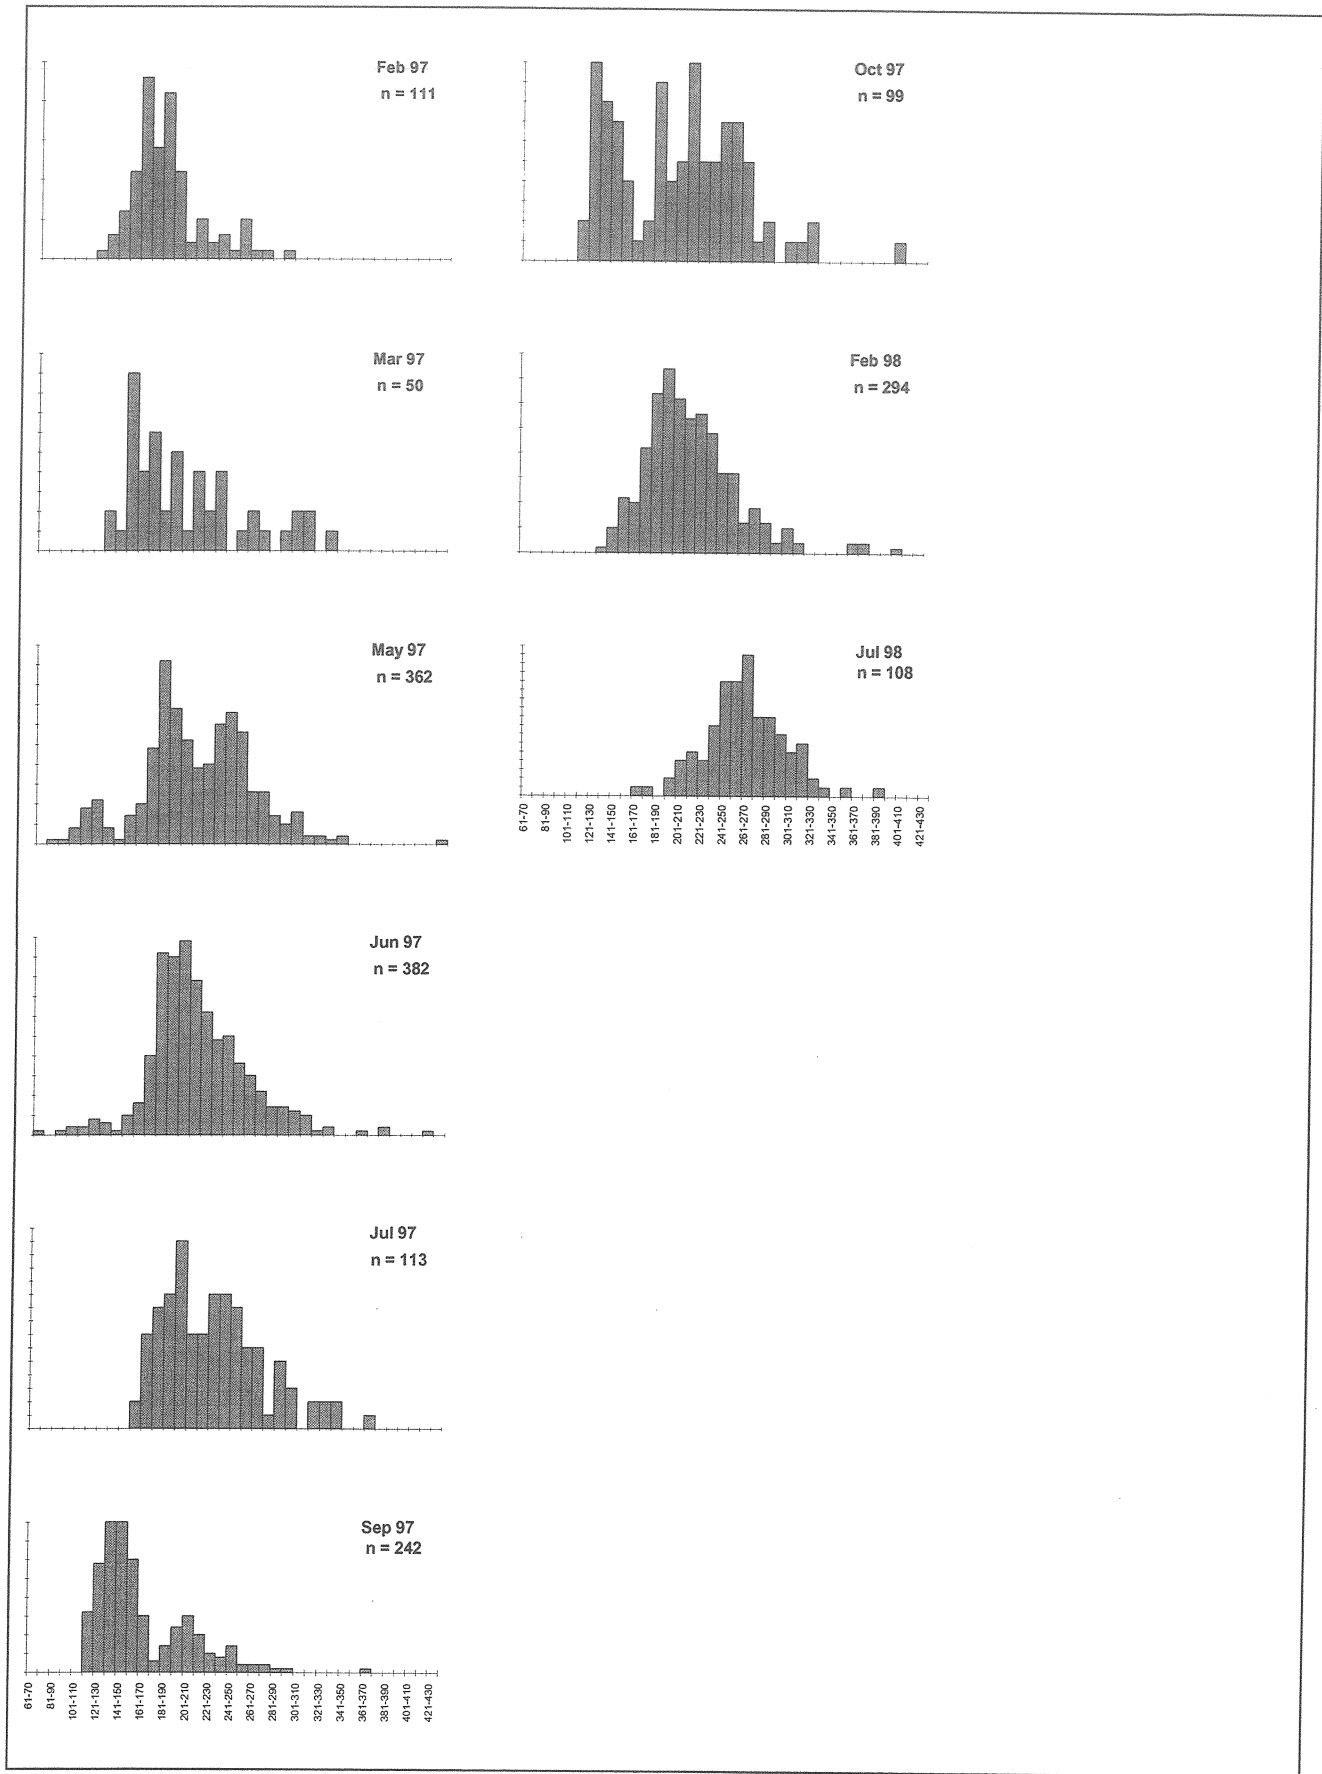 Feb 97
n = 111
Mar 97
n = 50
May 97
n = 362
Jun 97
n = 382
Jul 97
n = 113
Sep 97
n = 242
61-70
81-90
101-110
121-130
141-150
161-170
181-190
201-210
221-230
241-250
261-270
281-290
301-310
321-330
341-350
361-370
381-390
401-410
421-430
Oct 97
n = 99
Feb 98
n = 294
Jul 98
n = 108
61-70
81-90
101-110
121-130
141-150
161-170
181-190
201-210
221-230
241-250
261-270
281-290
301-310
321-330
341-350
361-370
381-390
401-410
421-430